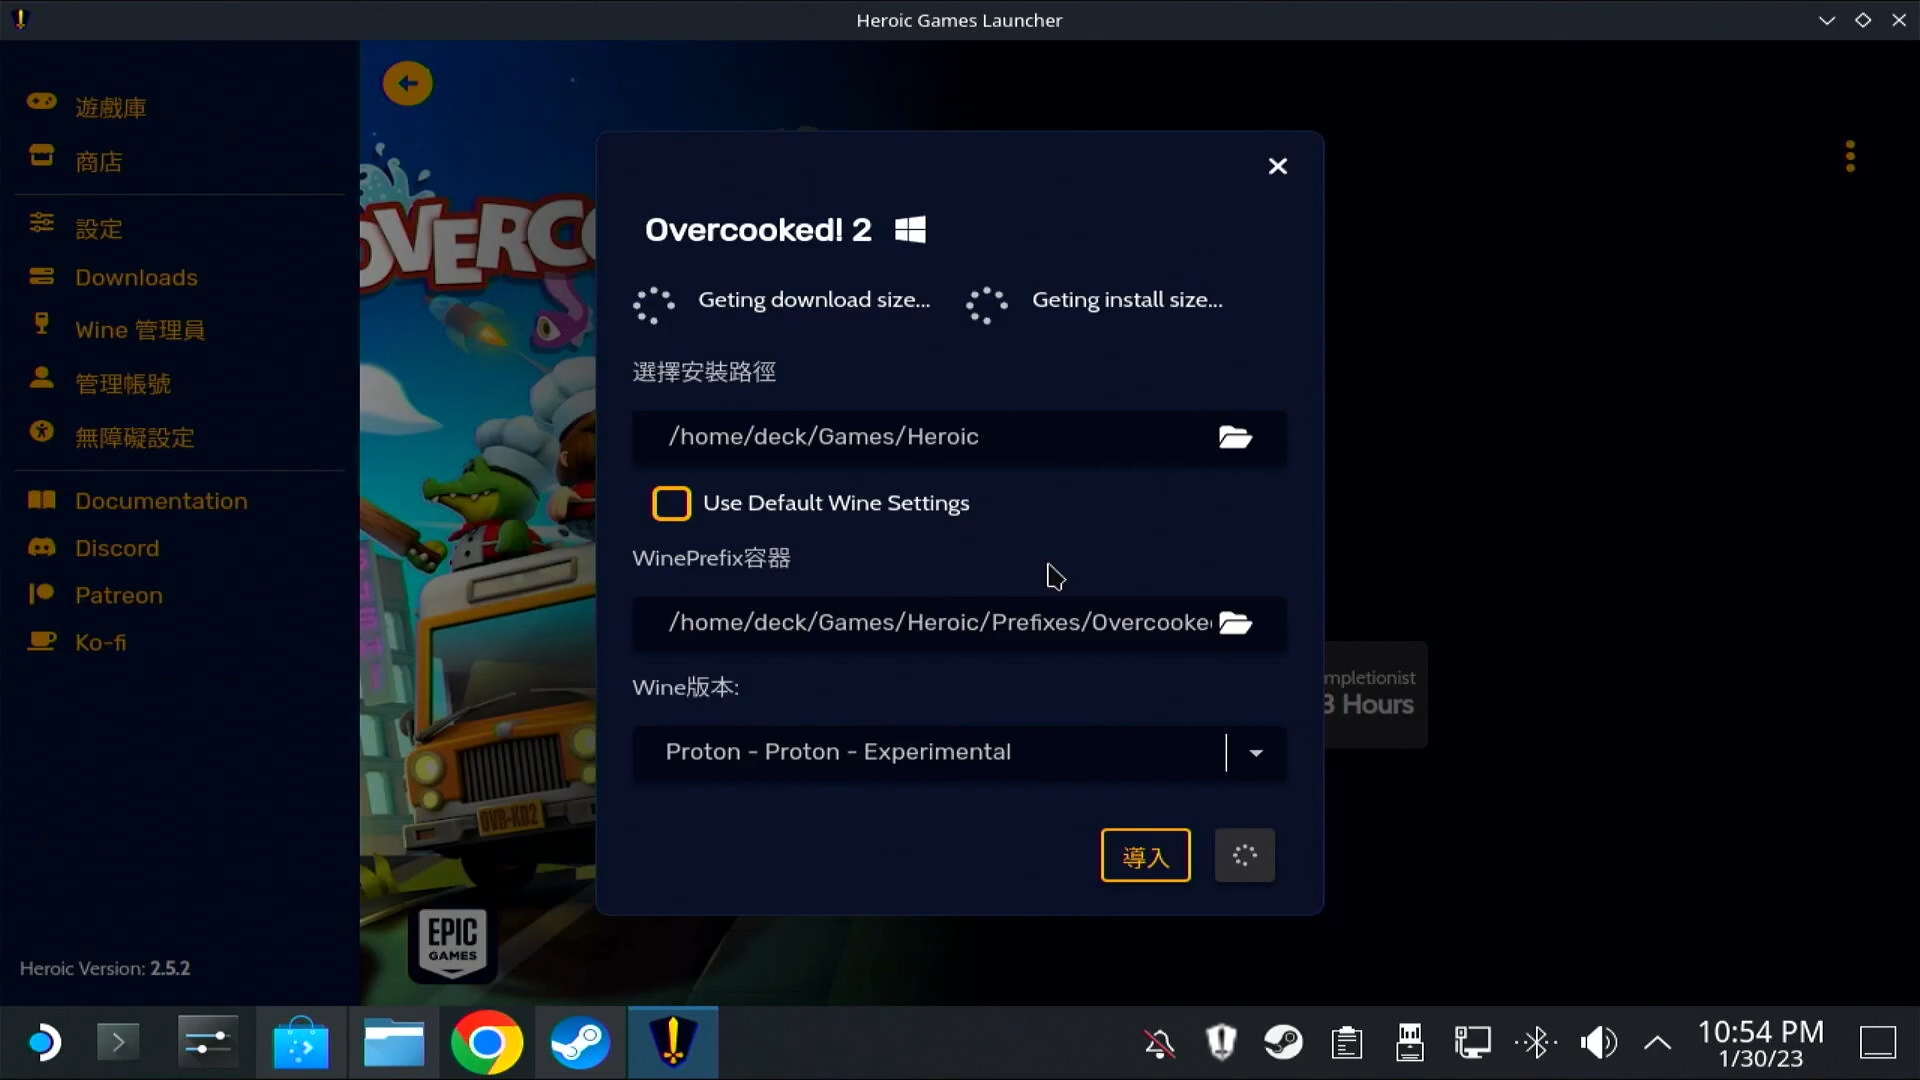 Heroic Games Launcher
遊戲庫
商店
設定
Downloads
Wine 管理員
管理帳號
無障礙設定
Documentation
Discord
Patreon
Ko-fi
Heroic Version: 2.5.2
OVERCO
OVR-K02
EPIC
GAMES
Overcooked! 2
Geting download size...
Geting install size...
選擇安裝路徑
/home/deck/Games/Heroic
Use Default Wine Settings
WinePrefix容器
/home/deck/Games/Heroic/Prefixes/Overcooke
Wine版本:
Proton - Proton - Experimental
導入
mpletionist
3 Hours
10:54 PM
1/30/23